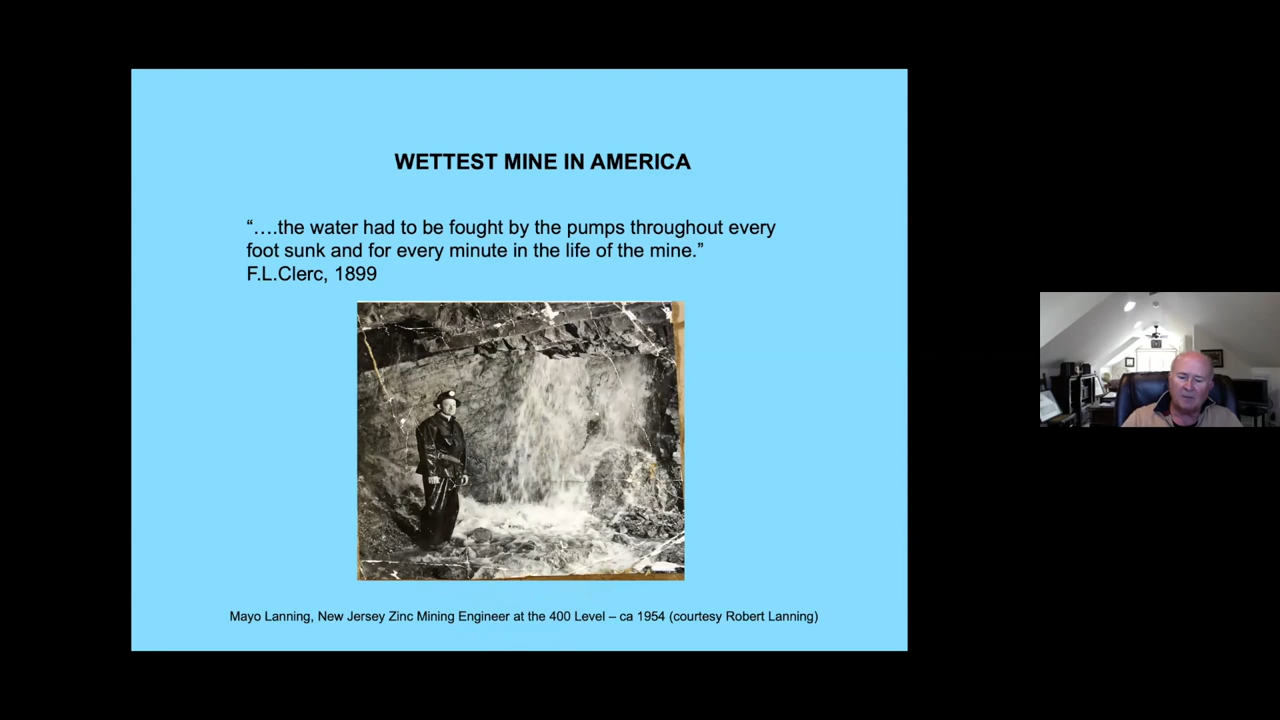 WETTEST MINE IN AMERICA
“….the water had to be fought by the pumps throughout every
foot sunk and for every minute in the life of the mine.”
F.L.Clerc, 1899
Mayo Lanning, New Jersey Zinc Mining Engineer at the 400 Level – ca 1954 (courtesy Robert Lanning)